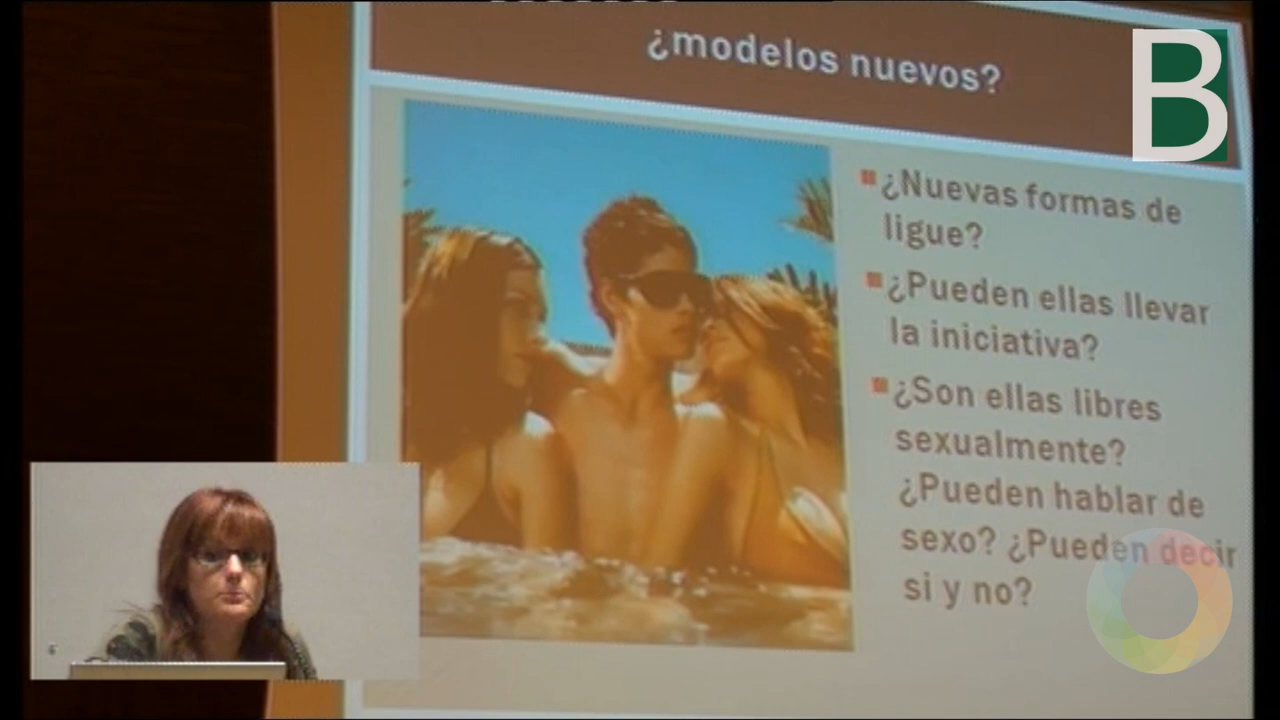 ¿modelos nuevos?
B
¿Nuevas formas de
ligue?
¿Pueden ellas llevar
la iniciativa?
¿Son ellas libres
sexualmente?
¿Pueden hablar de
sexo? ¿Pueden decir
si y no?